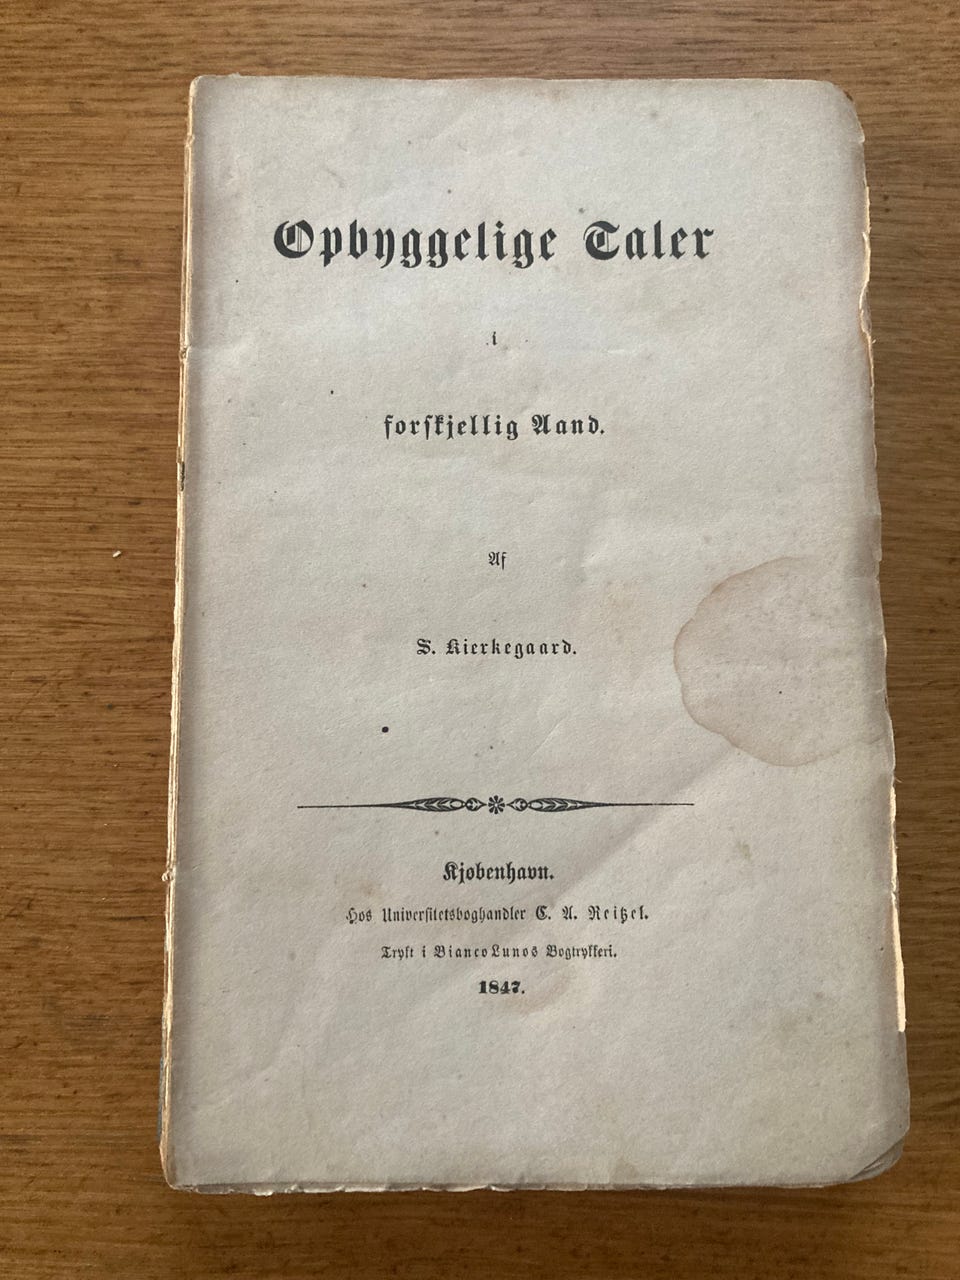 Opbyggelige Taler
i
forskjellig Aand.
Af
S. Kierkegaard.
Kjøbenhavn.
Hos Universitetsboghandler C. A. Reitzel.
Trykt i Bianco Lunos Bogtrykkeri.
1847.